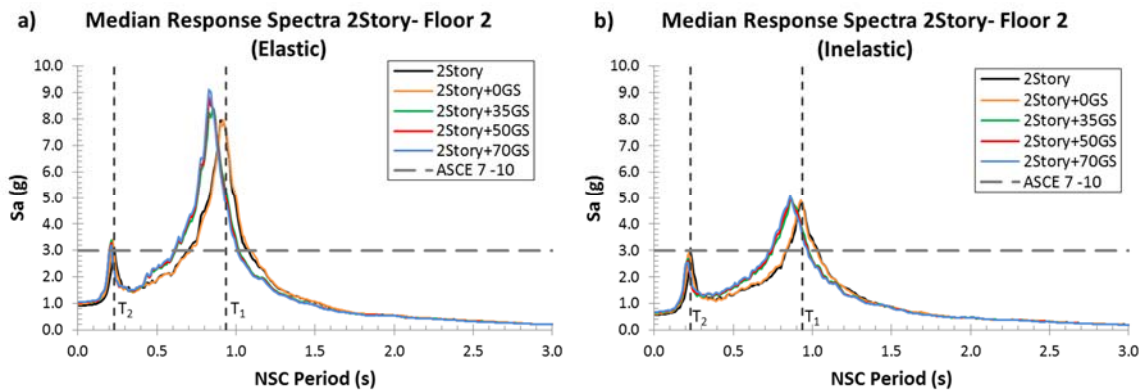 a)
Median Response Spectra 2Story- Floor 2
(Elastic)
10.0
9.0
8.0
7.0
6.0
5.0
4.0
3.0
2.0
1.0
0.0
Sa (g)
2Story
2Story+0GS
2Story+35GS
2Story+50GS
2Story+70GS
ASCE 7 -10
T2
T1
0.0 0.5 1.0 1.5 2.0 2.5 3.0
NSC Period (s)
b)
Median Response Spectra 2Story- Floor 2
(Inelastic)
10.0
9.0
8.0
7.0
6.0
5.0
4.0
3.0
2.0
1.0
0.0
Sa (g)
2Story
2Story+0GS
2Story+35GS
2Story+50GS
2Story+70GS
ASCE 7 -10
T2
T1
0.0 0.5 1.0 1.5 2.0 2.5 3.0
NSC Period (s)